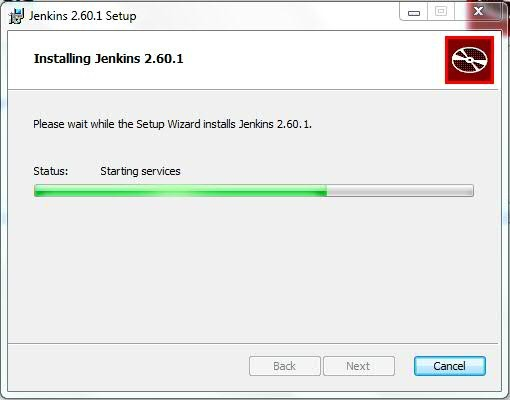 Jenkins 2.60.1 Setup
Installing Jenkins 2.60.1
Please wait while the Setup Wizard installs Jenkins 2.60.1.
Status: Starting services
Back Next Cancel